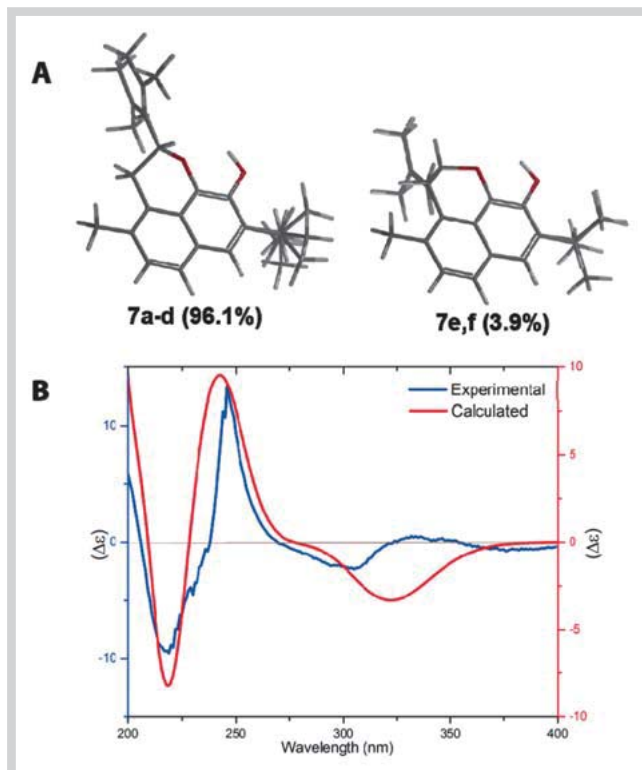 A
7a-d (96.1%)
7e,f (3.9%)
B
Experimental
Calculated
10
0
-10
(Δε)
10
5
0
-5
-10
(Δε)
200
250
300
350
400
Wavelength (nm)